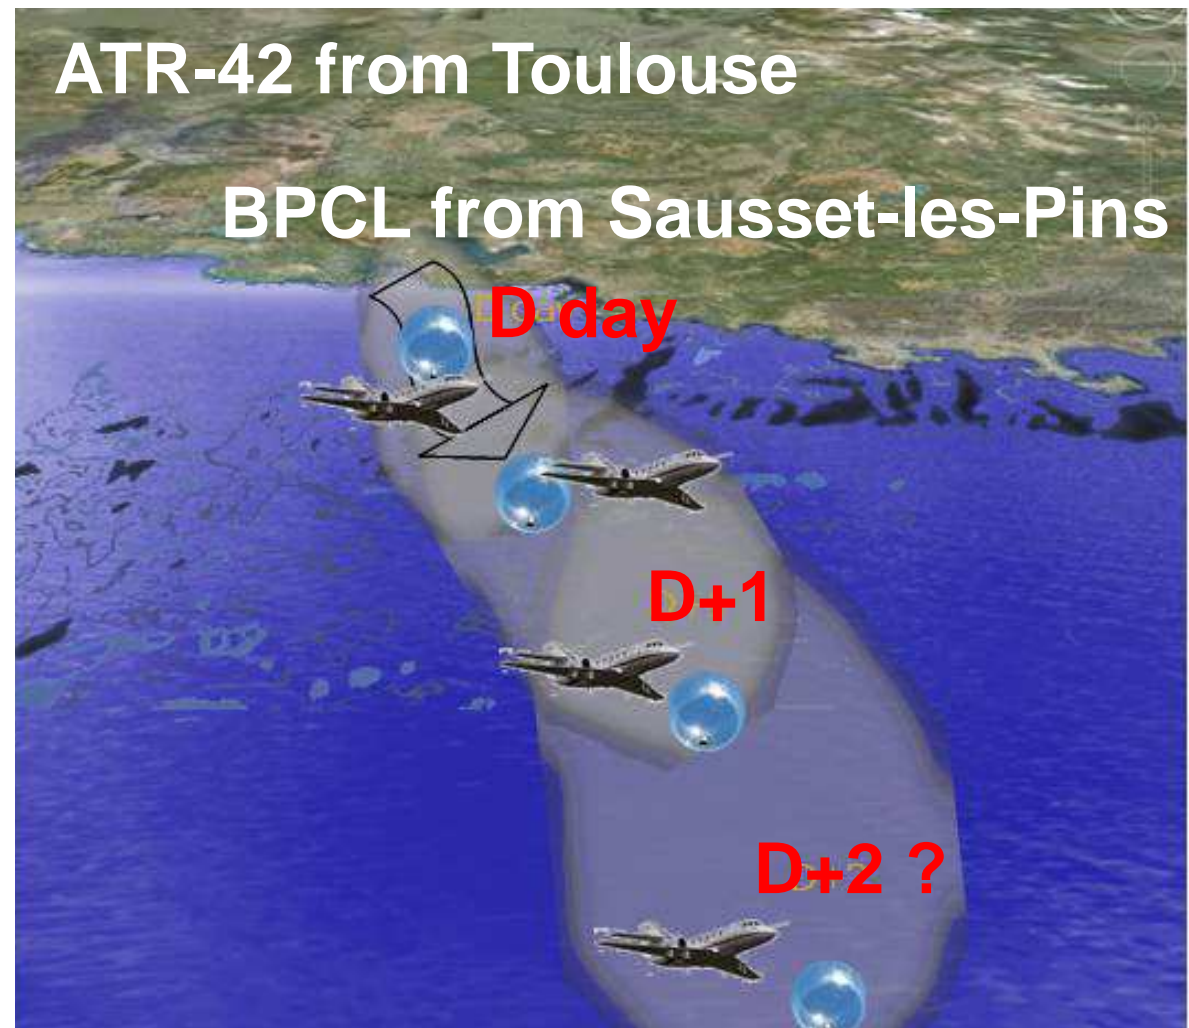 ATR-42 from Toulouse
BPCL from Sausset-les-Pins
D day
D+1
D+2 ?